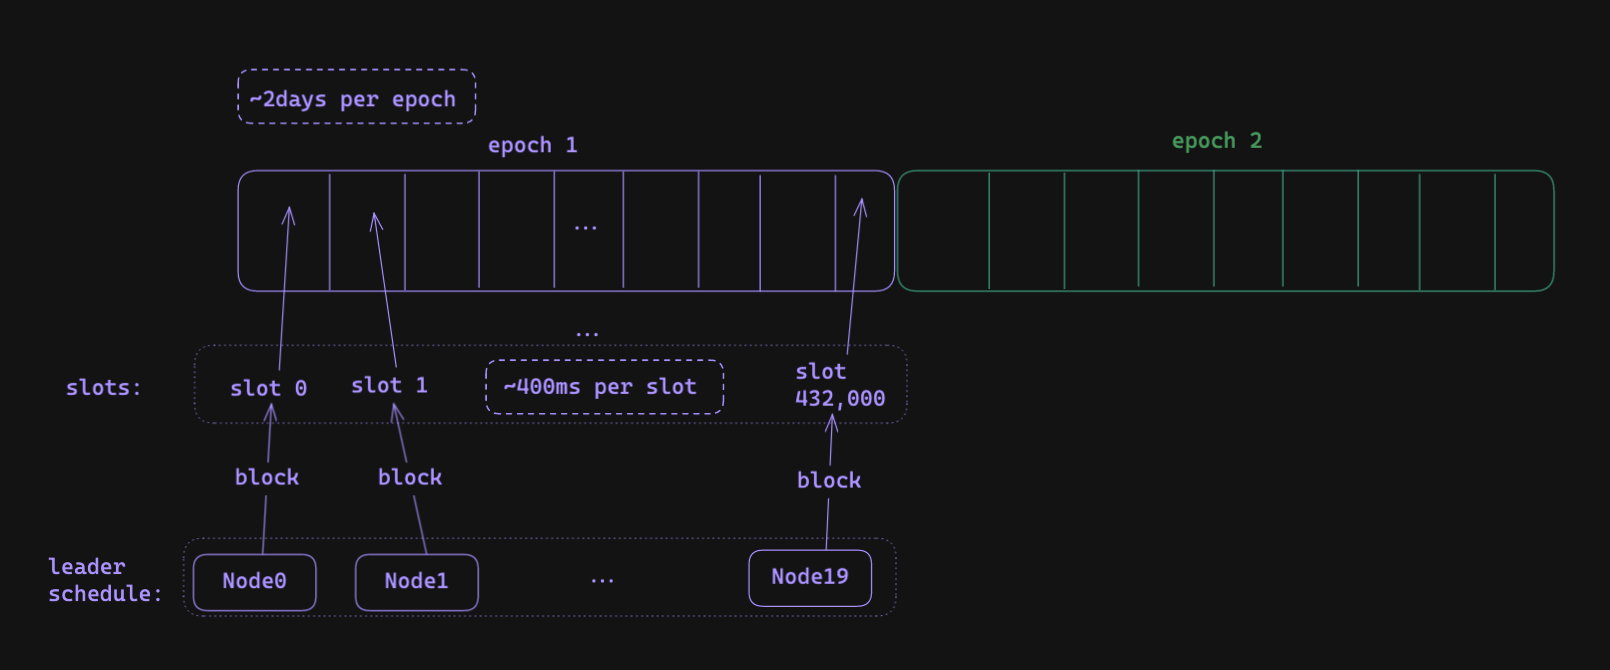 ~2days per epoch
epoch 1
epoch 2
...
...
slots:
slot 0
slot 1
~400ms per slot
slot
432,000
block
block
block
leader
schedule:
Node0
Node1
...
Node19